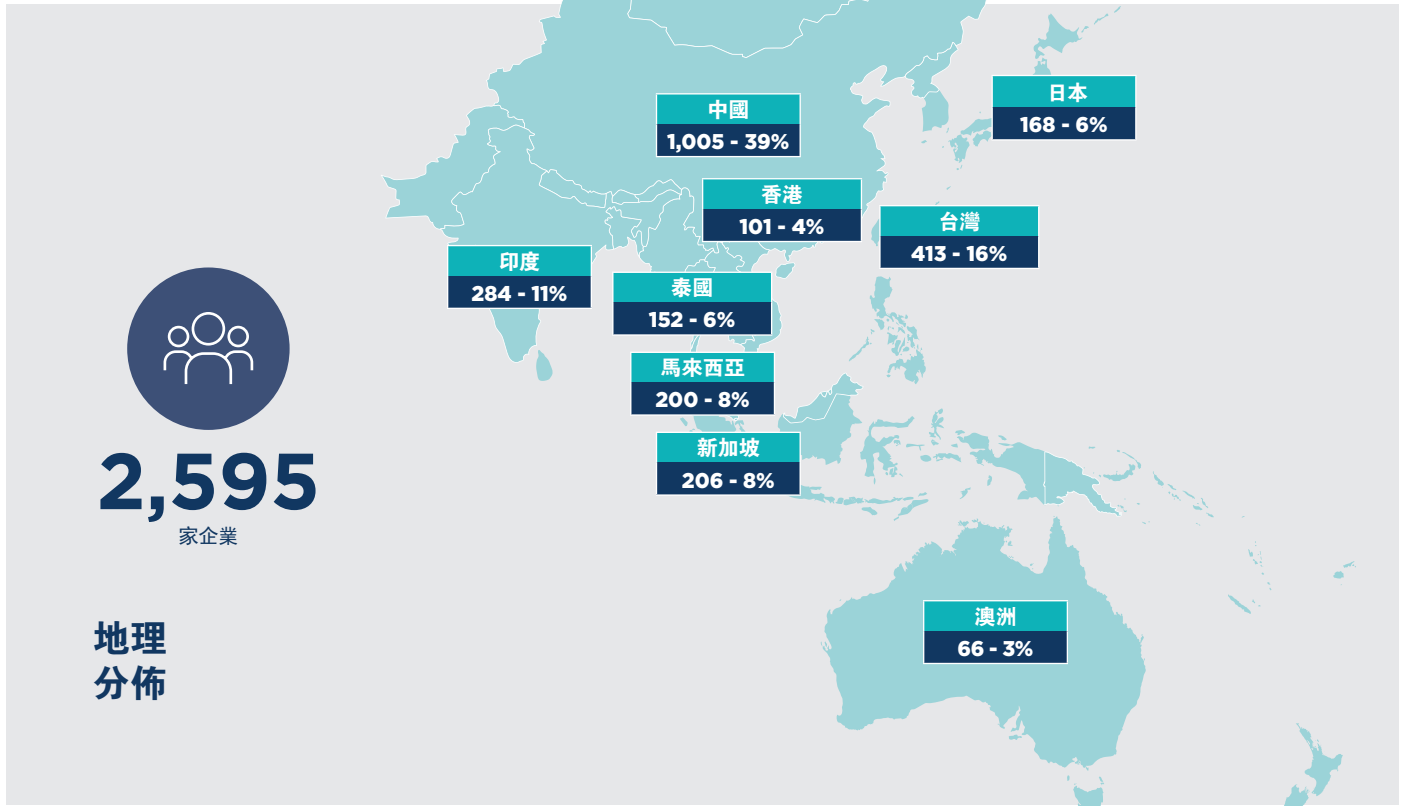 日本
168 - 6%
中國
1,005 - 39%
香港
101 - 4%
台灣
413 - 16%
印度
284 - 11%
泰國
152 - 6%
馬來西亞
200 - 8%
新加坡
206 - 8%
2,595
家企業
地理
分佈
澳洲
66 - 3%